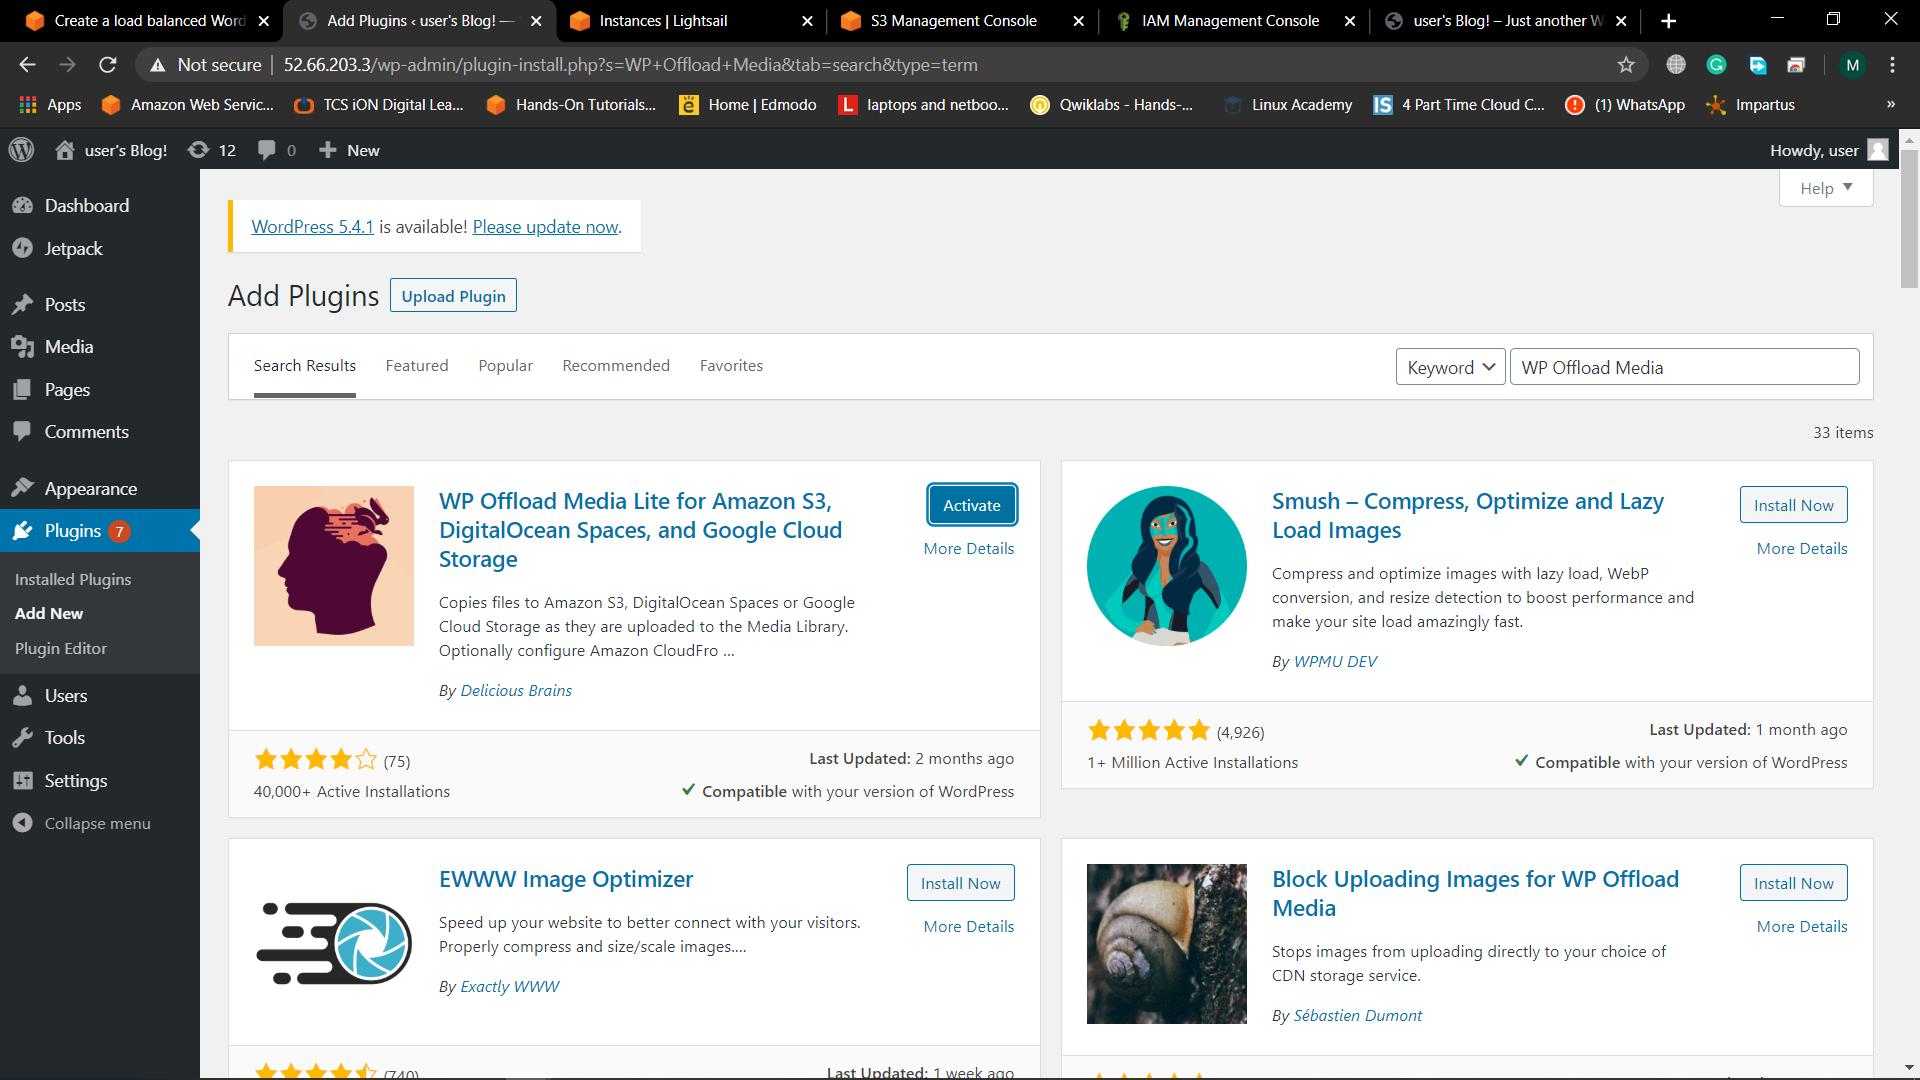 Create a load balanced Word
Add Plugins ‹ user's Blog! —
Instances | Lightsail
S3 Management Console
IAM Management Console
user's Blog! – Just another W
Not secure
52.66.203.3/wp-admin/plugin-install.php?s=WP+Offload+Media&tab=search&type=term
M
Apps
Amazon Web Servic...
TCS iON Digital Lea...
Hands-On Tutorials...
Home | Edmodo
L
laptops and netboo...
Qwiklabs - Hands-...
Linux Academy
IS
4 Part Time Cloud C...
(1) WhatsApp
Impartus
»
user's Blog!
12
0
New
Howdy, user
Dashboard
Jetpack
Posts
Media
Pages
Comments
Appearance
Plugins 7
Installed Plugins
Add New
Plugin Editor
Users
Tools
Settings
Collapse menu
Help
WordPress 5.4.1 is available! Please update now.
Add Plugins
Upload Plugin
Search Results
Featured
Popular
Recommended
Favorites
Keyword
WP Offload Media
33 items
WP Offload Media Lite for Amazon S3,
DigitalOcean Spaces, and Google Cloud
Storage
Activate
More Details
Copies files to Amazon S3, DigitalOcean Spaces or Google
Cloud Storage as they are uploaded to the Media Library.
Optionally configure Amazon CloudFro ...
By Delicious Brains
(75)
Last Updated: 2 months ago
40,000+ Active Installations
Compatible with your version of WordPress
Smush – Compress, Optimize and Lazy
Load Images
Install Now
More Details
Compress and optimize images with lazy load, WebP
conversion, and resize detection to boost performance and
make your site load amazingly fast.
By WPMU DEV
(4,926)
Last Updated: 1 month ago
1+ Million Active Installations
Compatible with your version of WordPress
EWWW Image Optimizer
Install Now
More Details
Speed up your website to better connect with your visitors.
Properly compress and size/scale images....
By Exactly WWW
(740)
Last Updated: 1 week ago
Block Uploading Images for WP Offload
Media
Install Now
More Details
Stops images from uploading directly to your choice of
CDN storage service.
By Sébastien Dumont